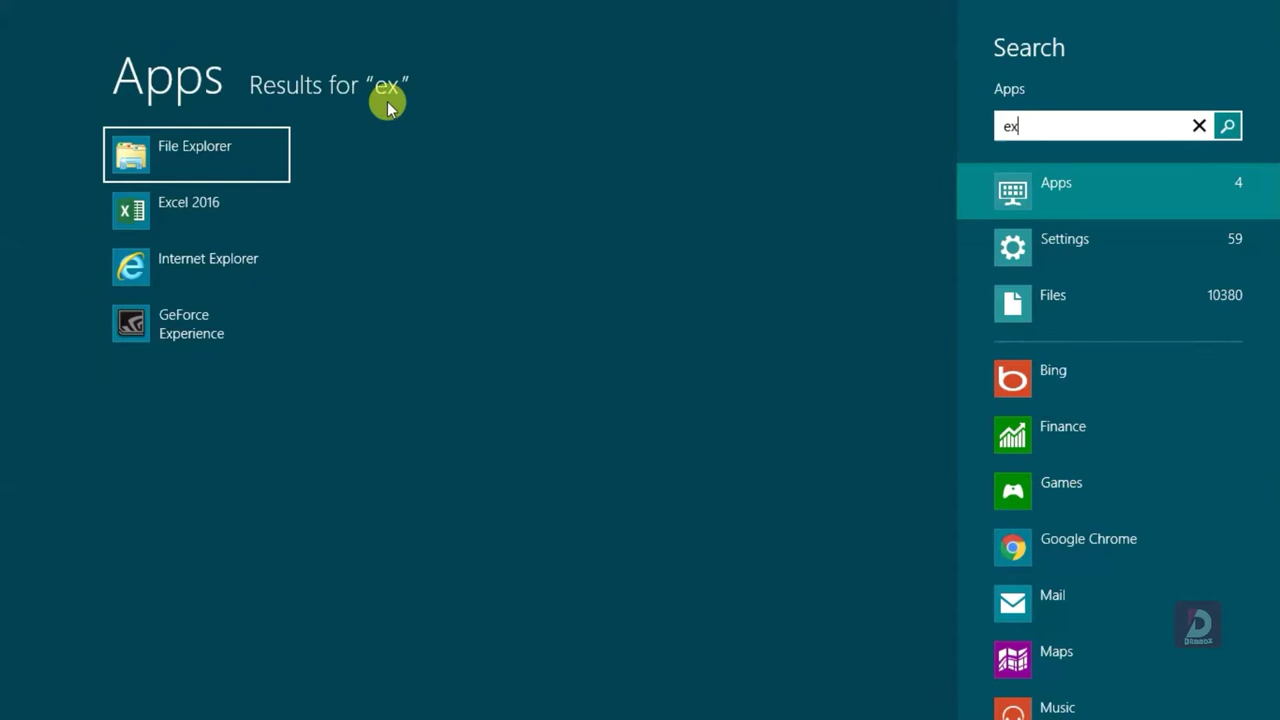 Apps Results for “ex”
File Explorer
Excel 2016
Internet Explorer
GeForce
Experience
Search
Apps
ex
Apps 4
Settings 59
Files 10380
Bing
Finance
Games
Google Chrome
Mail
Maps
Music